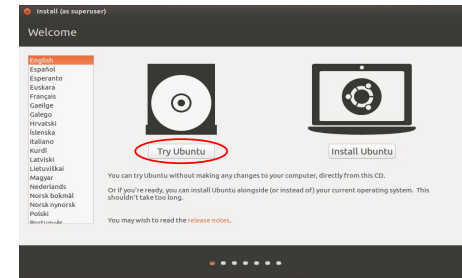 Install (as superuser)
Welcome
English
Español
Esperanto
Euskara
Français
Gaeilge
Galego
Hrvatski
Íslenska
Italiano
Kurdî
Latviski
Lietuviškai
Magyar
Nederlands
Norsk bokmål
Norsk nynorsk
Polski
Português
Try Ubuntu
Install Ubuntu
You can try Ubuntu without making any changes to your computer, directly from this CD.
Or if you're ready, you can install Ubuntu alongside (or instead of) your current operating system. This
shouldn't take too long.
You may wish to read the release notes.